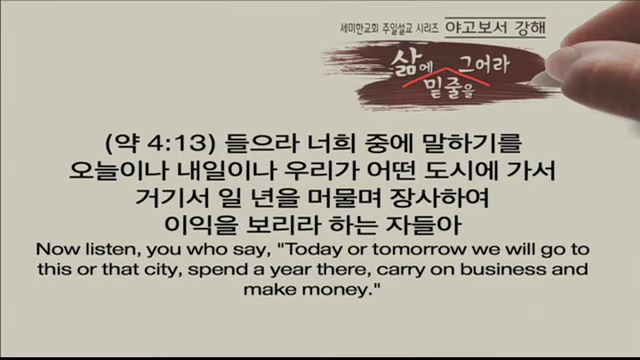 세미한교회 주일설교 시리즈 야고보서 강해
삶에 밑줄을 그어라
(약 4:13) 들으라 너희 중에 말하기를
오늘이나 내일이나 우리가 어떤 도시에 가서
거기서 일 년을 머물며 장사하여
이익을 보리라 하는 자들아
Now listen, you who say, "Today or tomorrow we will go to
this or that city, spend a year there, carry on business and
make money."